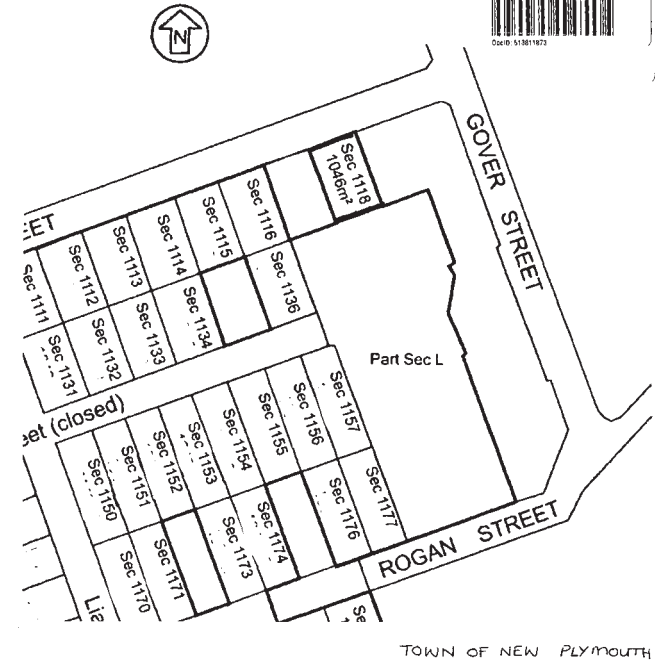 N
DocID: 513811873
GOVER STREET
Sec 1118
1046m²
EET
Sec 1116
Sec 1115
Sec 1114
Sec 1113
Sec 1112
Sec 1111
Sec 1136
Sec 1134
Sec 1133
Sec 1132
Sec 1131
Part Sec L
eet (closed)
Sec 1157
Sec 1156
Sec 1155
Sec 1154
Sec 1153
Sec 1152
Sec 1151
Sec 1150
Sec 1177
Sec 1176
Sec 1174
Sec 1173
Sec 1171
Sec 1170
ROGAN STREET
Lia
Se
TOWN OF NEW PLYMOUTH